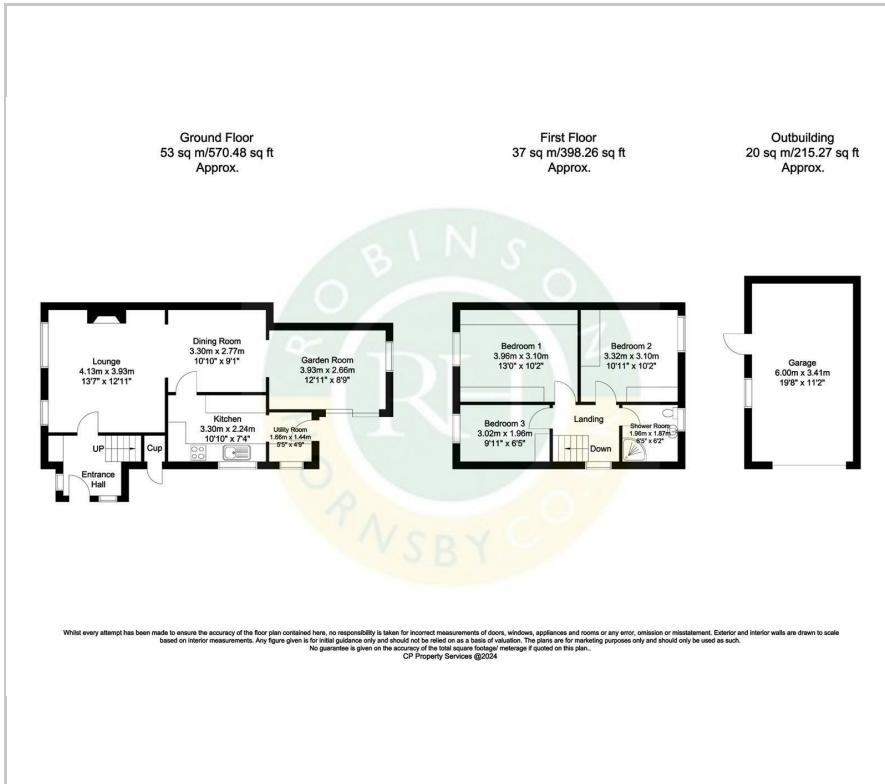 Ground Floor
53 sq m/570.48 sq ft
Approx.
First Floor
37 sq m/398.26 sq ft
Approx.
Outbuilding
20 sq m/215.27 sq ft
Approx.
ROBINSON
RH
HORNSBY CO
Lounge
4.13m x 3.93m
13'7" x 12'11"
Dining Room
3.30m x 2.77m
10'10" x 9'1"
Garden Room
3.93m x 2.66m
12'11" x 8'9"
Kitchen
3.30m x 2.24m
10'10" x 7'4"
Utility Room
1.66m x 1.44m
5'5" x 4'9"
UP
Cup
Entrance
Hall
Bedroom 1
3.96m x 3.10m
13'0" x 10'2"
Bedroom 2
3.32m x 3.10m
10'11" x 10'2"
Bedroom 3
3.02m x 1.96m
9'11" x 6'5"
Landing
Down
Shower Room
1.96m x 1.87m
6'5" x 6'2"
Garage
6.00m x 3.41m
19'8" x 11'2"
Whilst every attempt has been made to ensure the accuracy of the floor plan contained here, no responsibility is taken for incorrect measurements of doors, windows, appliances and rooms or any error, omission or misstatement. Exterior and interior walls are drawn to scale
based on interior measurements. Any figure given is for initial guidance only and should not be relied on as a basis of valuation. The plans are for marketing purposes only and should only be used as such.
No guarantee is given on the accuracy of the total square footage/ meterage if quoted on this plan..
CP Property Services @2024